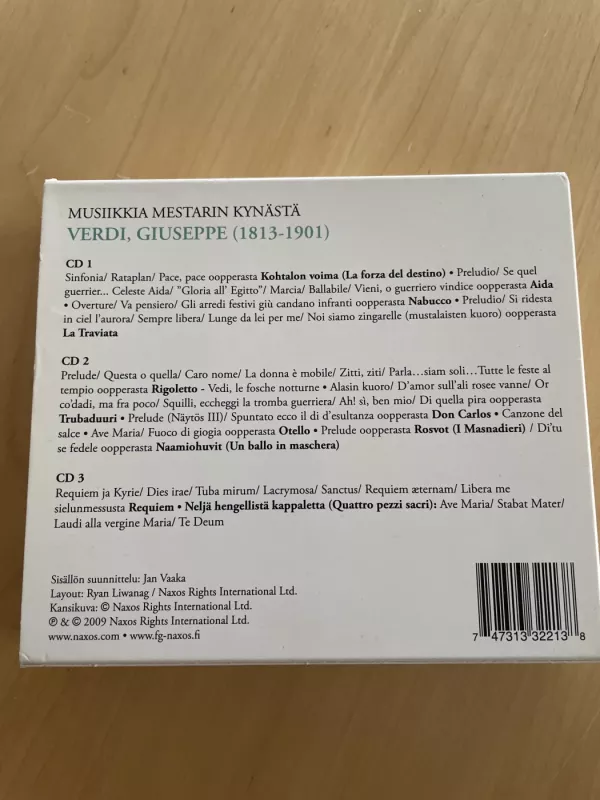 MUSIIKKIA MESTARIN KYNÄSTÄ
VERDI, GIUSEPPE (1813-1901)
CD 1
Sinfonia/ Rataplan/ Pace, pace oopperasta Kohtalon voima (La forza del destino) • Preludio/ Se quel
guerrier... Celeste Aida/ "Gloria all' Egitto"/ Marcia/ Ballabile/ Vieni, o guerriero vindice oopperasta Aida
• Overture/ Va pensiero/ Gli arredi festivi giù candano infranti oopperasta Nabucco • Preludio/ Si ridesta
in ciel l'aurora/ Sempre libera/ Lunge da lei per me/ Noi siamo zingarelle (mustalaisten kuoro) oopperasta
La Traviata
CD 2
Prelude/ Questa o quella/ Caro nome/ La donna è mobile/ Zitti, ziti/ Parla...siam soli...Tutte le feste al
tempio oopperasta Rigoletto - Vedi, le fosche notturne • Alasin kuoro/ D'amor sull'ali rosee vanne/ Or
co'dadi, ma fra poco/ Squilli, eccheggi la tromba guerriera/ Ah! sì, ben mio/ Di quella pira oopperasta
Trubaduuri • Prelude (Näytös III)/ Spuntato ecco il di d'esultanza oopperasta Don Carlos • Canzone del
salce • Ave Maria/ Fuoco di giogia oopperasta Otello • Prelude oopperasta Rosvot (I Masnadieri) / Di'tu
se fedele oopperasta Naamiohuvit (Un ballo in maschera)
CD 3
Requiem ja Kyrie/ Dies irae/ Tuba mirum/ Lacrymosa/ Sanctus/ Requiem æternam/ Libera me
sielunmessusta Requiem • Neljä hengellistä kappaletta (Quattro pezzi sacri): Ave Maria/ Stabat Mater/
Laudi alla vergine Maria/ Te Deum
Sisällön suunnittelu: Jan Vaaka
Layout: Ryan Liwanag / Naxos Rights International Ltd.
Kansikuva: © Naxos Rights International Ltd.
℗ & © 2009 Naxos Rights International Ltd.
www.naxos.com • www.fg-naxos.fi
7 47313 32213 8